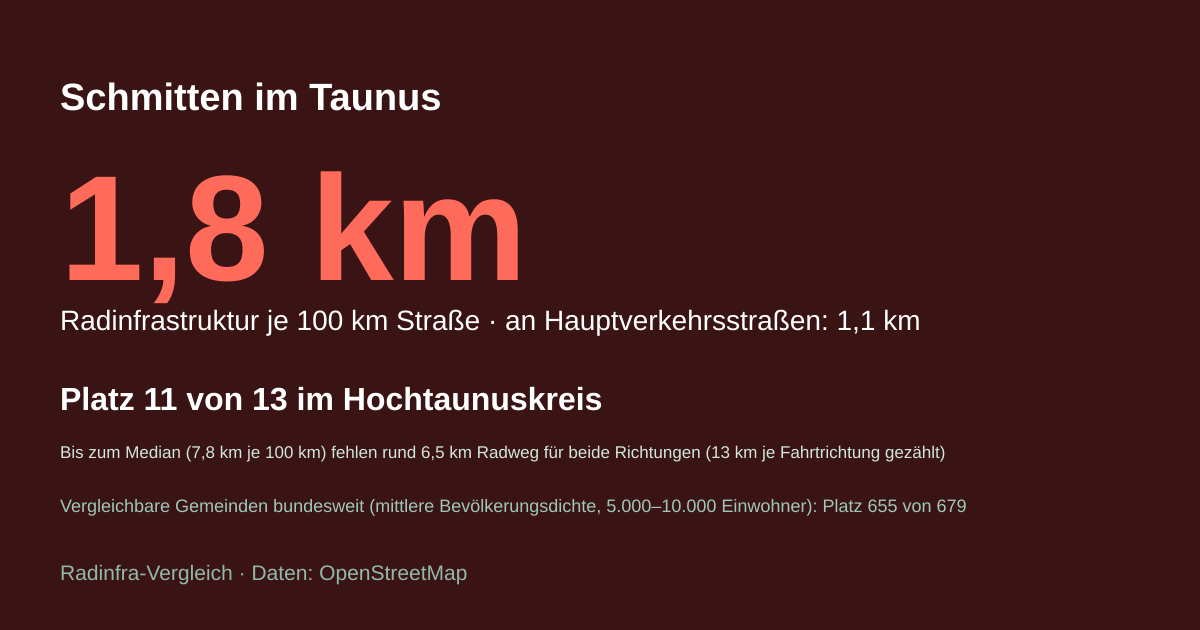 Schmitten im Taunus
1,8 km
Radinfrastruktur je 100 km Straße · an Hauptverkehrsstraßen: 1,1 km
Platz 11 von 13 im Hochtaunuskreis
Bis zum Median (7,8 km je 100 km) fehlen rund 6,5 km Radweg für beide Richtungen (13 km je Fahrtrichtung gezählt)
Vergleichbare Gemeinden bundesweit (mittlere Bevölkerungsdichte, 5.000–10.000 Einwohner): Platz 655 von 679
Radinfra-Vergleich · Daten: OpenStreetMap